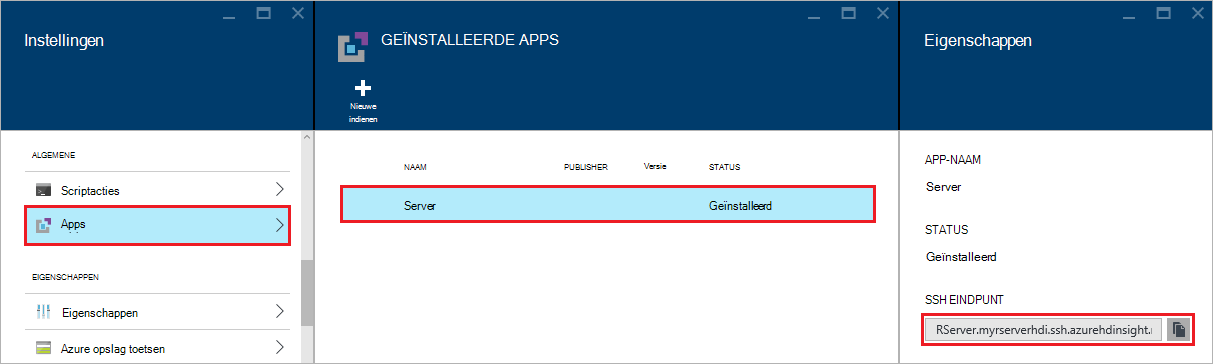 Instellingen
ALGEMENE
Scriptacties
Apps
EIGENSCHAPPEN
Eigenschappen
Azure opslag toetsen
GEÏNSTALLEERDE APPS
Nieuwe
indienen
NAAM PUBLISHER Versie STATUS
Server Geïnstalleerd
Eigenschappen
APP-NAAM
Server
STATUS
Geïnstalleerd
SSH EINDPUNT
RServer.myrserverhdi.ssh.azurehdinsight.